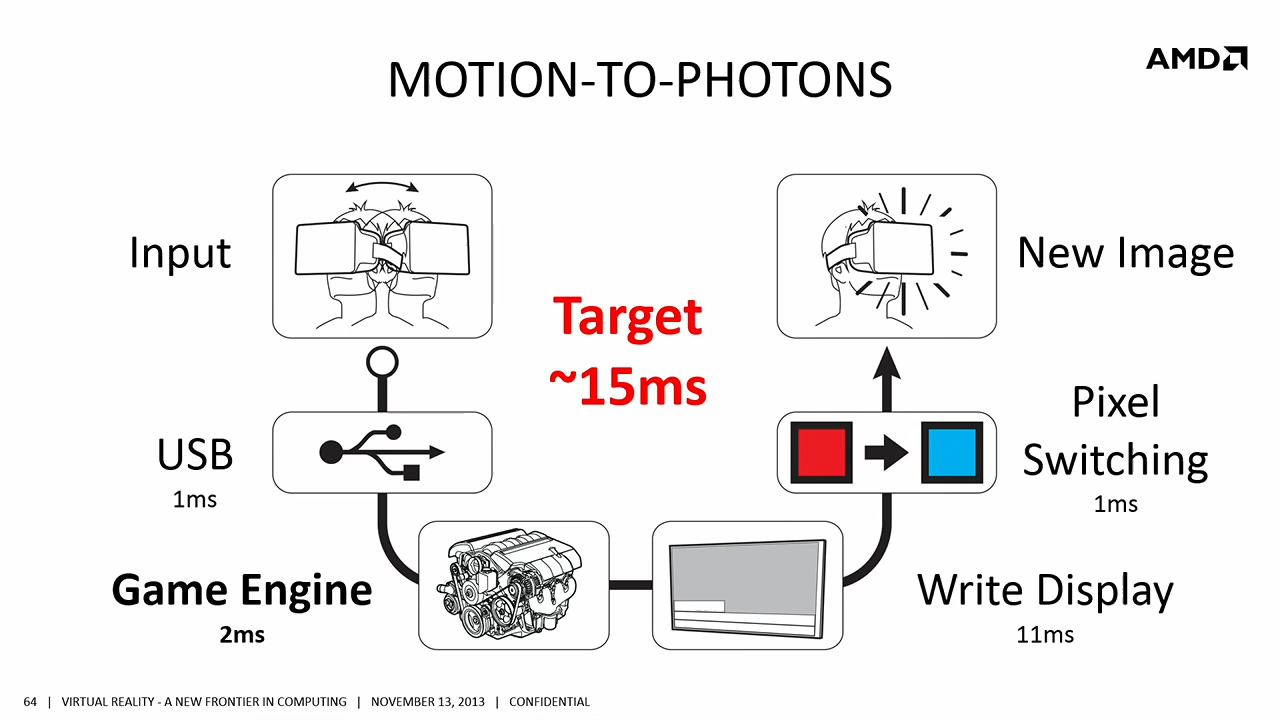 MOTION-TO-PHOTONS
AMD
Input
New Image
Target
~15ms
USB
1ms
Pixel
Switching
1ms
Game Engine
2ms
Write Display
11ms
64 | VIRTUAL REALITY - A NEW FRONTIER IN COMPUTING | NOVEMBER 13, 2013 | CONFIDENTIAL